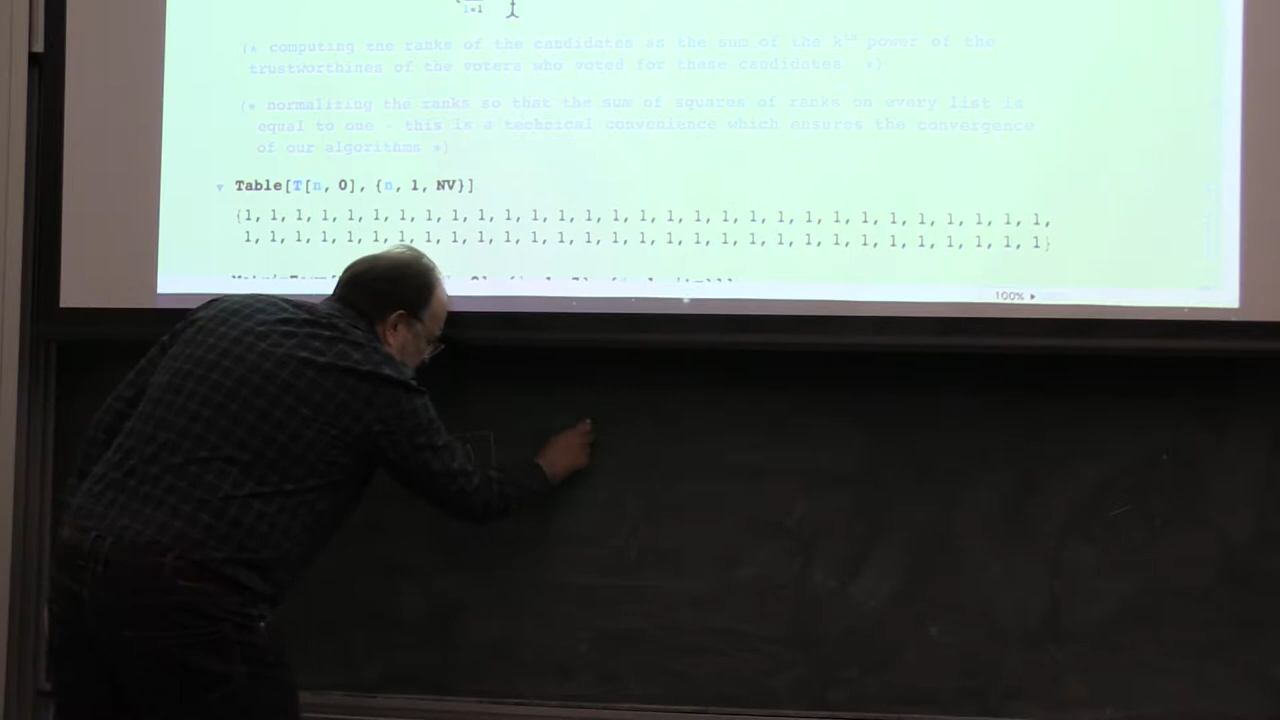 l=1
(* computing the ranks of the candidates as the sum of the kth power of the
trustworthines of the voters who voted for these candidates *)
(* normalizing the ranks so that the sum of squares of ranks on every list is
equal to one - this is a technical convenience which ensures the convergence
of our algorithms *)
Table[T[n, 0], {n, 1, NV}]
{1, 1, 1, 1, 1, 1, 1, 1, 1, 1, 1, 1, 1, 1, 1, 1, 1, 1, 1, 1, 1, 1, 1, 1, 1, 1, 1, 1, 1, 1,
1, 1, 1, 1, 1, 1, 1, 1, 1, 1, 1, 1, 1, 1, 1, 1, 1, 1, 1, 1, 1, 1, 1, 1, 1, 1, 1, 1, 1, 1}
100%